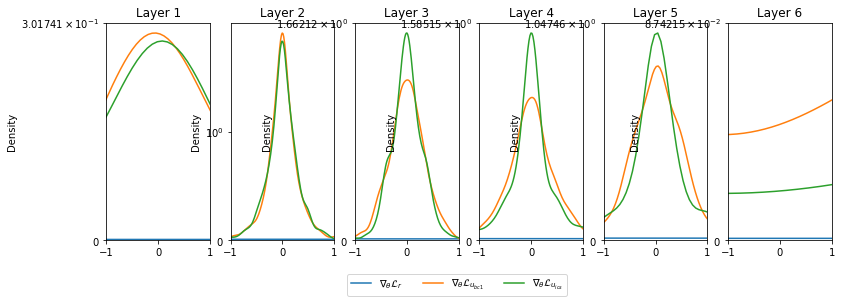 Layer 1 Layer 2 Layer 3 Layer 4 Layer 5 Layer 6
3.01741 × 10⁻¹ 1.66212 × 10⁰ 1.58515 × 10⁰ 1.04746 × 10⁰ 8.74215 × 10⁻²
10⁰
Density Density Density Density Density
0 0 0 0 0 0
−1 0 1 −1 0 1 −1 0 1 −1 0 1 −1 0 1 −1 0 1
∇θℒr ∇θℒu_bc1 ∇θℒu_ics